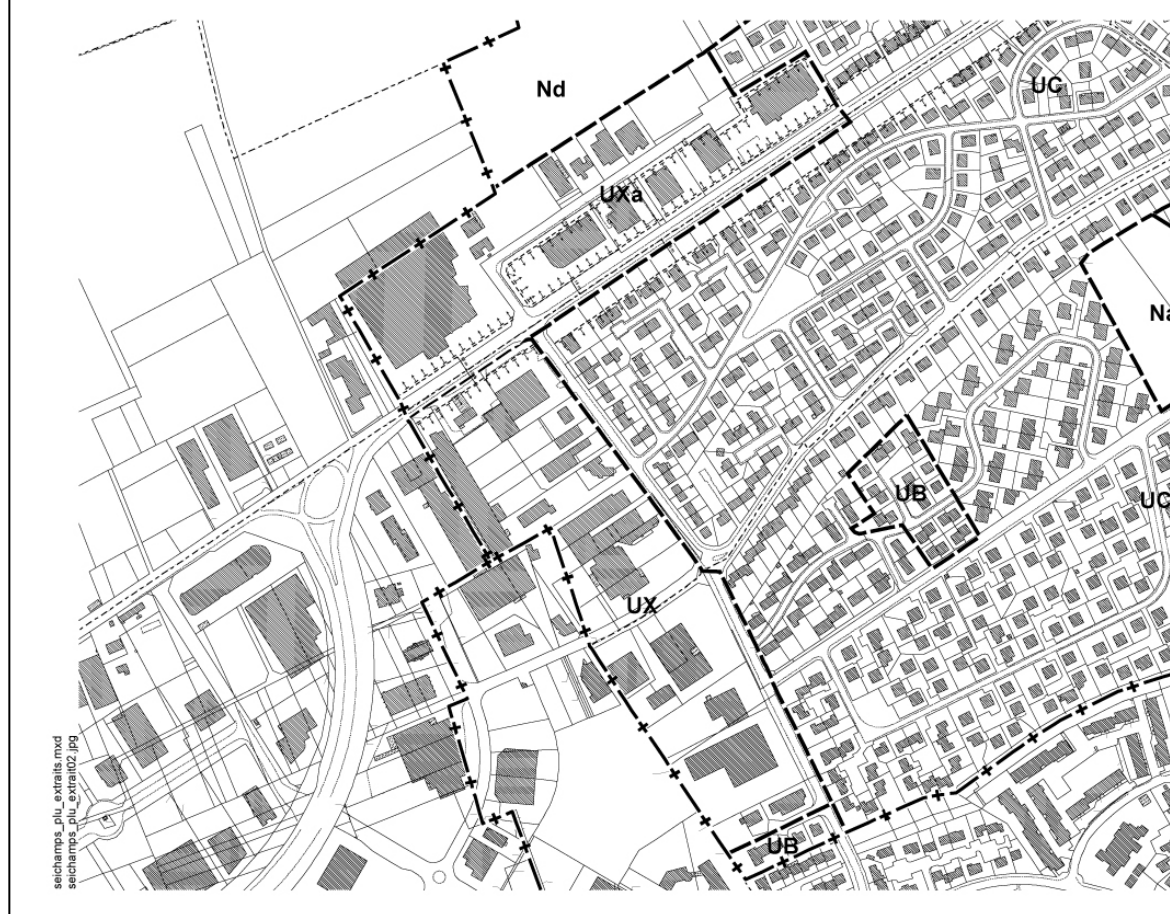 Nd
UC
UXa
Na
UB
UC
UX
UB
seichamps_plu_extraits.mxd
seichamps_plu_extrait02.jpg